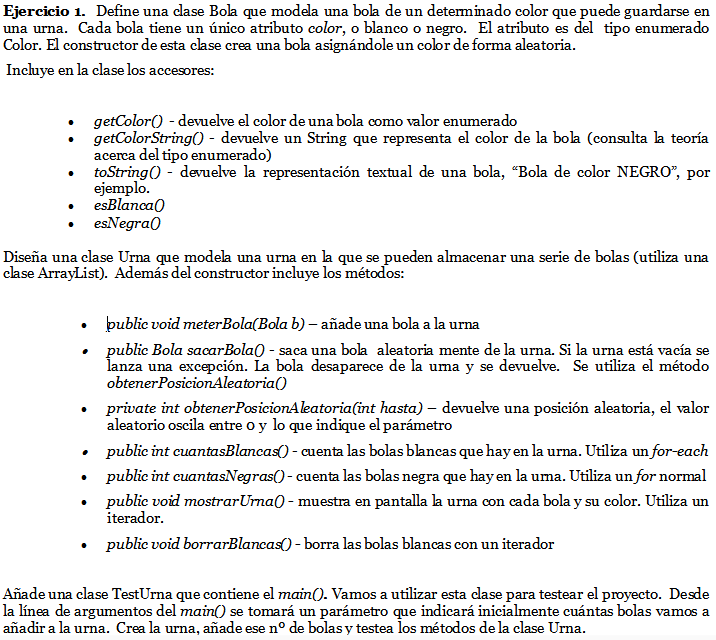 Ejercicio 1.  Define una clase Bola que modela una bola de un determinado color que puede guardarse en
una urna.  Cada bola tiene un único atributo color, o blanco o negro.  El atributo es del  tipo enumerado
Color. El constructor de esta clase crea una bola asignándole un color de forma aleatoria.
Incluye en la clase los accesores:
• getColor()  - devuelve el color de una bola como valor enumerado
• getColorString() - devuelve un String que representa el color de la bola (consulta la teoría
acerca del tipo enumerado)
• toString() - devuelve la representación textual de una bola, “Bola de color NEGRO”, por
ejemplo.
• esBlanca()
• esNegra()
Diseña una clase Urna que modela una urna en la que se pueden almacenar una serie de bolas (utiliza una
clase ArrayList).  Además del constructor incluye los métodos:
• public void meterBola(Bola b) – añade una bola a la urna
• public Bola sacarBola() - saca una bola  aleatoria mente de la urna. Si la urna está vacía se
lanza una excepción. La bola desaparece de la urna y se devuelve.  Se utiliza el método
obtenerPosicionAleatoria()
• private int obtenerPosicionAleatoria(int hasta) – devuelve una posición aleatoria, el valor
aleatorio oscila entre 0 y  lo que indique el parámetro
• public int cuantasBlancas() - cuenta las bolas blancas que hay en la urna. Utiliza un for-each
• public int cuantasNegras() - cuenta las bolas negra que hay en la urna. Utiliza un for normal
• public void mostrarUrna() - muestra en pantalla la urna con cada bola y su color. Utiliza un
iterador.
• public void borrarBlancas() - borra las bolas blancas con un iterador
Añade una clase TestUrna que contiene el main(). Vamos a utilizar esta clase para testear el proyecto.  Desde
la línea de argumentos del main() se tomará un parámetro que indicará inicialmente cuántas bolas vamos a
añadir a la urna.  Crea la urna, añade ese nº de bolas y testea los métodos de la clase Urna.